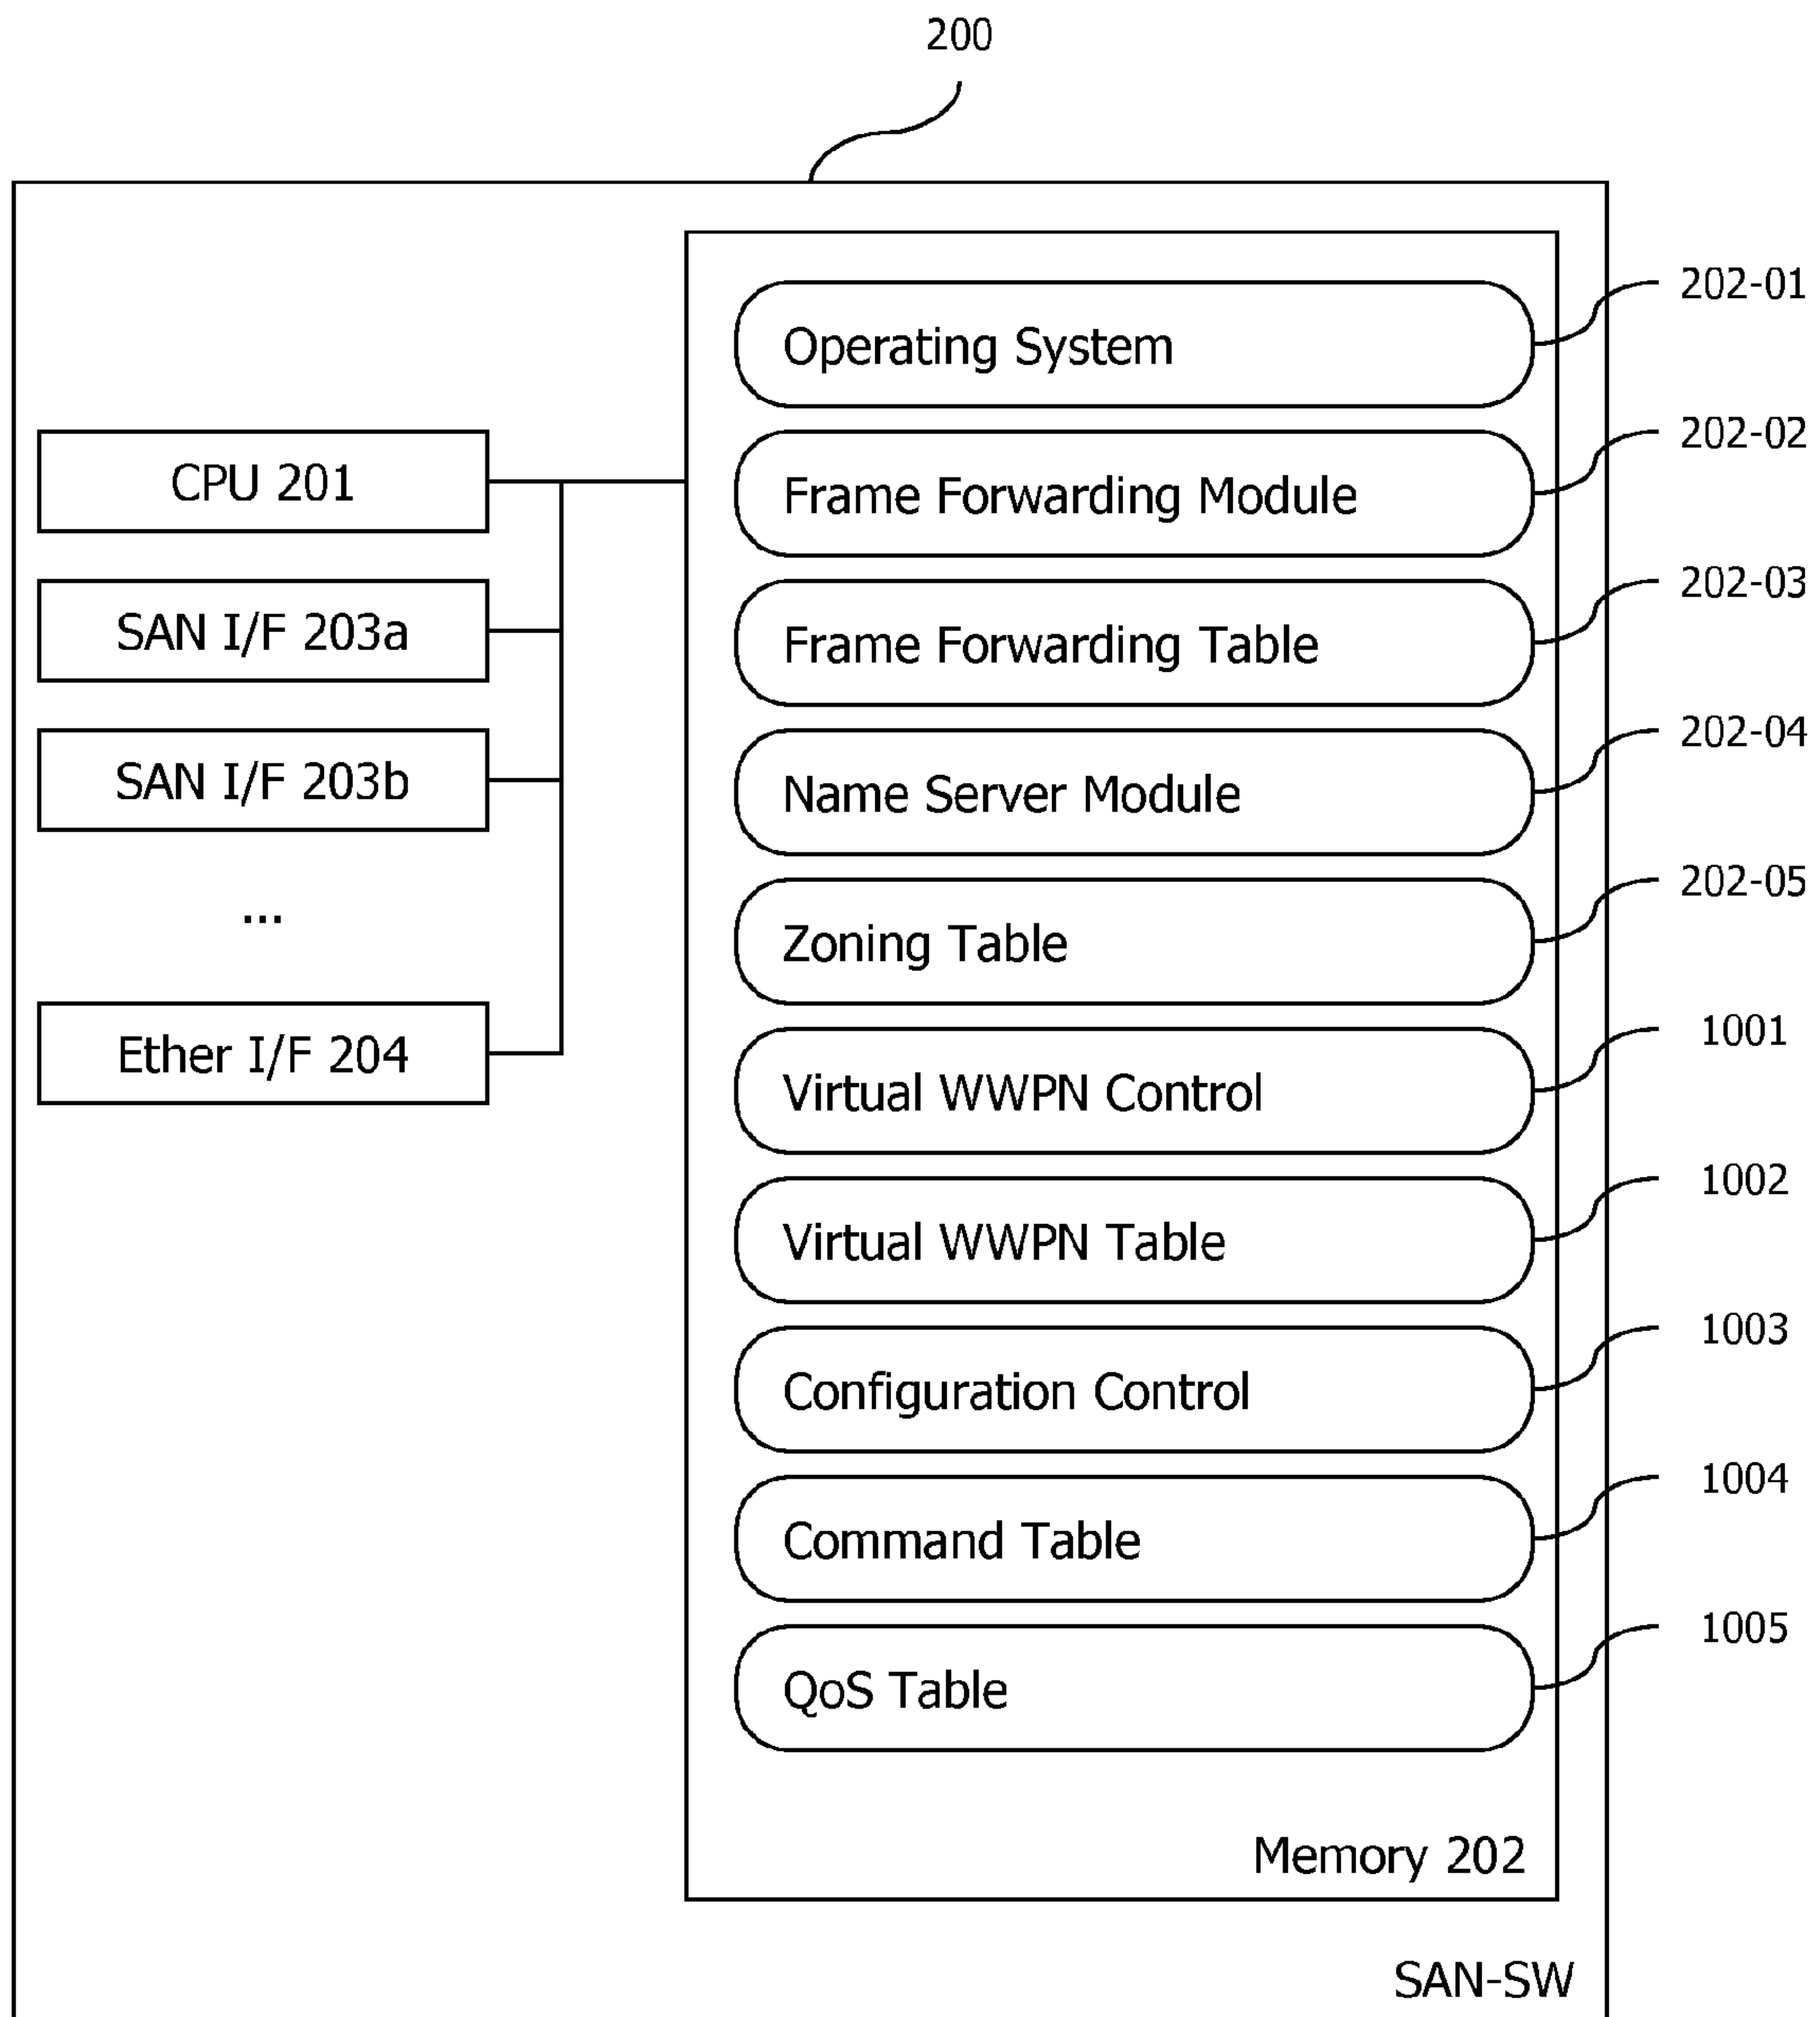 200
Operating System
202-01
Frame Forwarding Module
202-02
CPU 201
Frame Forwarding Table
202-03
SAN I/F 203a
Name Server Module
202-04
SAN I/F 203b
Zoning Table
202-05
...
Ether I/F 204
Virtual WWPN Control
1001
Virtual WWPN Table
1002
Configuration Control
1003
Command Table
1004
QoS Table
1005
Memory 202
SAN-SW